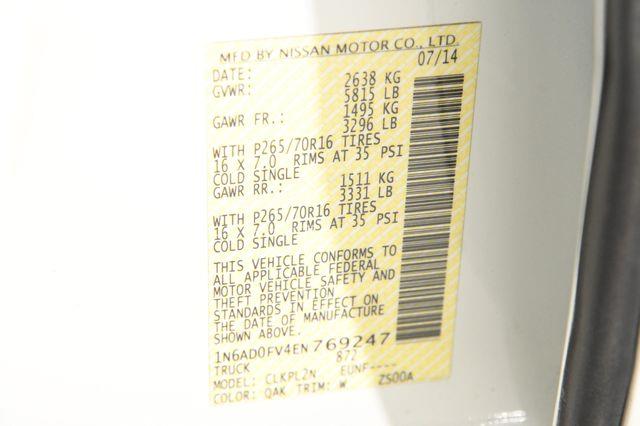 MFD BY NISSAN MOTOR CO., LTD.
DATE: 07/14
GVWR: 2638 KG
5815 LB
GAWR FR.: 1495 KG
3296 LB
WITH P265/70R16 TIRES
16 X 7.0 RIMS AT 35 PSI
COLD SINGLE
GAWR RR.: 1511 KG
3331 LB
WITH P265/70R16 TIRES
16 X 7.0 RIMS AT 35 PSI
COLD SINGLE
THIS VEHICLE CONFORMS TO
ALL APPLICABLE FEDERAL
MOTOR VEHICLE SAFETY AND
THEFT PREVENTION
STANDARDS IN EFFECT ON
THE DATE OF MANUFACTURE
SHOWN ABOVE.
1N6AD0FV4EN769247
TRUCK 872
MODEL: CLKPL2N EUNF----
COLOR: QAK TRIM: W ZS00A